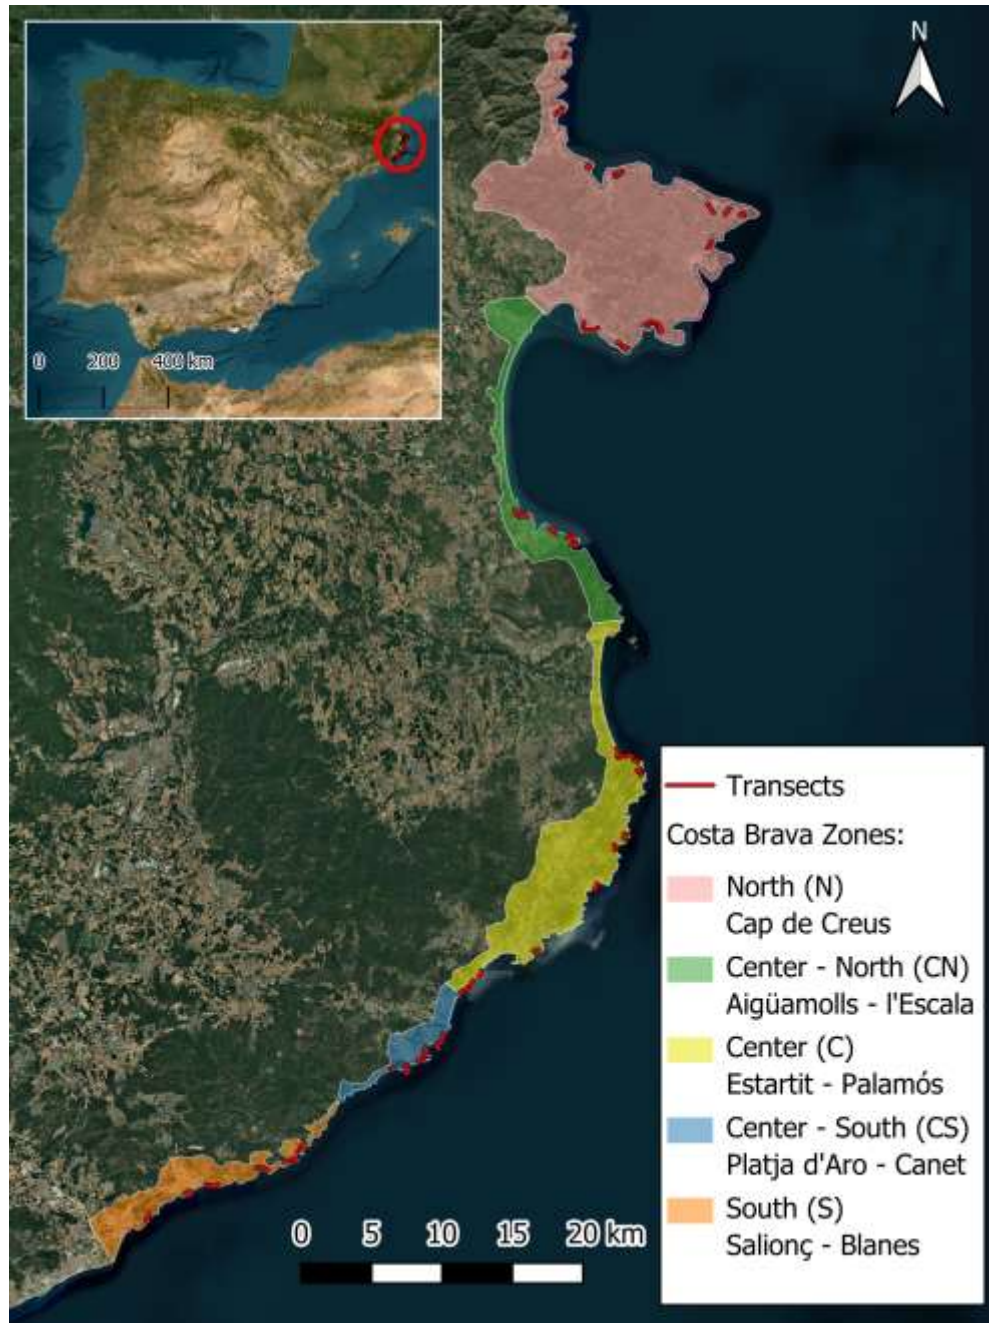 N
0 200 400 km
Transects
Costa Brava Zones:
North (N)
Cap de Creus
Center - North (CN)
Aigüamolls - l'Escala
Center (C)
Estartit - Palamós
Center - South (CS)
Platja d'Aro - Canet
South (S)
Salionç - Blanes
0 5 10 15 20 km